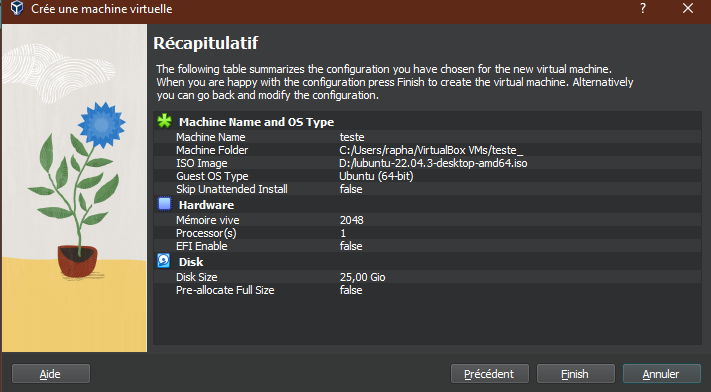 Crée une machine virtuelle
?
Récapitulatif
The following table summarizes the configuration you have chosen for the new virtual machine.
When you are happy with the configuration press Finish to create the virtual machine. Alternatively
you can go back and modify the configuration.
Machine Name and OS Type
Machine Name teste
Machine Folder C:/Users/rapha/VirtualBox VMs/teste_
ISO Image D:/lubuntu-22.04.3-desktop-amd64.iso
Guest OS Type Ubuntu (64-bit)
Skip Unattended Install false
Hardware
Mémoire vive 2048
Processor(s) 1
EFI Enable false
Disk
Disk Size 25,00 Gio
Pre-allocate Full Size false
Aide Précédent Finish Annuler